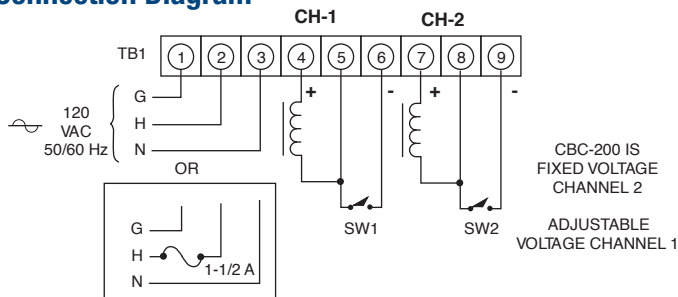 Connection Diagram
CH-1 CH-2
TB1 1 2 3 4 5 6 7 8 9
+ - + -
G
H
N
120
VAC
50/60 Hz
OR
SW1 SW2
CBC-200 IS
FIXED VOLTAGE
CHANNEL 2
ADJUSTABLE
VOLTAGE CHANNEL 1
G
H
1-1/2 A
N